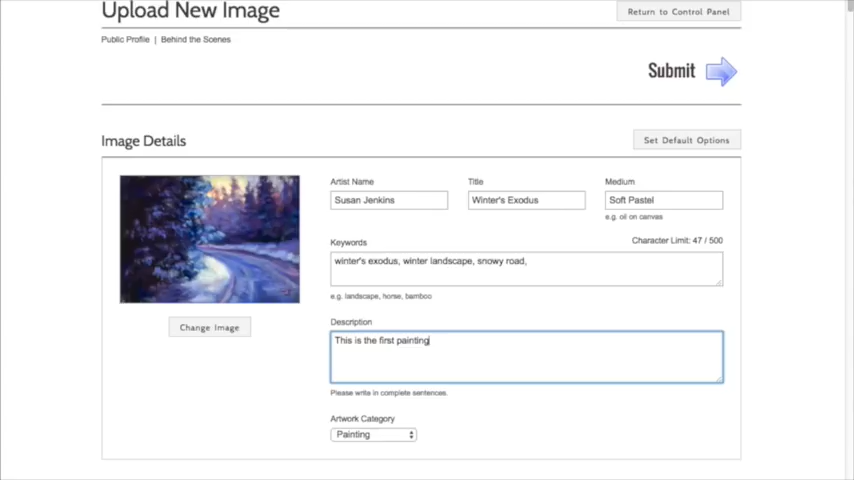 Upload New Image
Return to Control Panel
Public Profile | Behind the Scenes
Submit
Image Details
Set Default Options
Artist Name
Title
Medium
Susan Jenkins
Winter's Exodus
Soft Pastel
e.g. oil on canvas
Keywords
Character Limit: 47 / 500
winter's exodus, winter landscape, snowy road,
e.g. landscape, horse, bamboo
Change Image
Description
This is the first painting
Please write in complete sentences.
Artwork Category
Painting